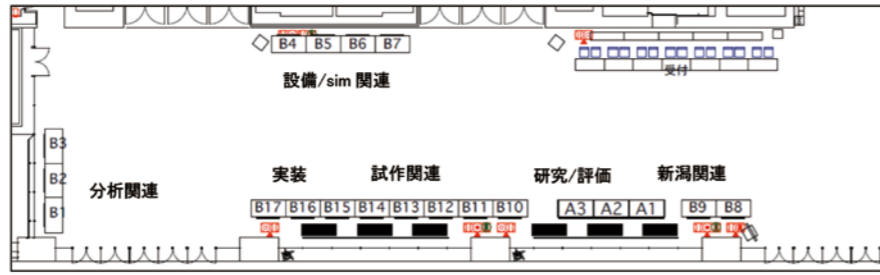 B4 B5 B6 B7
受付
設備/sim 関連
B3
B2
B1
分析関連
実装 試作関連 研究/評価 新潟関連
B17 B16 B15 B14 B13 B12 B11 B10 A3 A2 A1 B9 B8